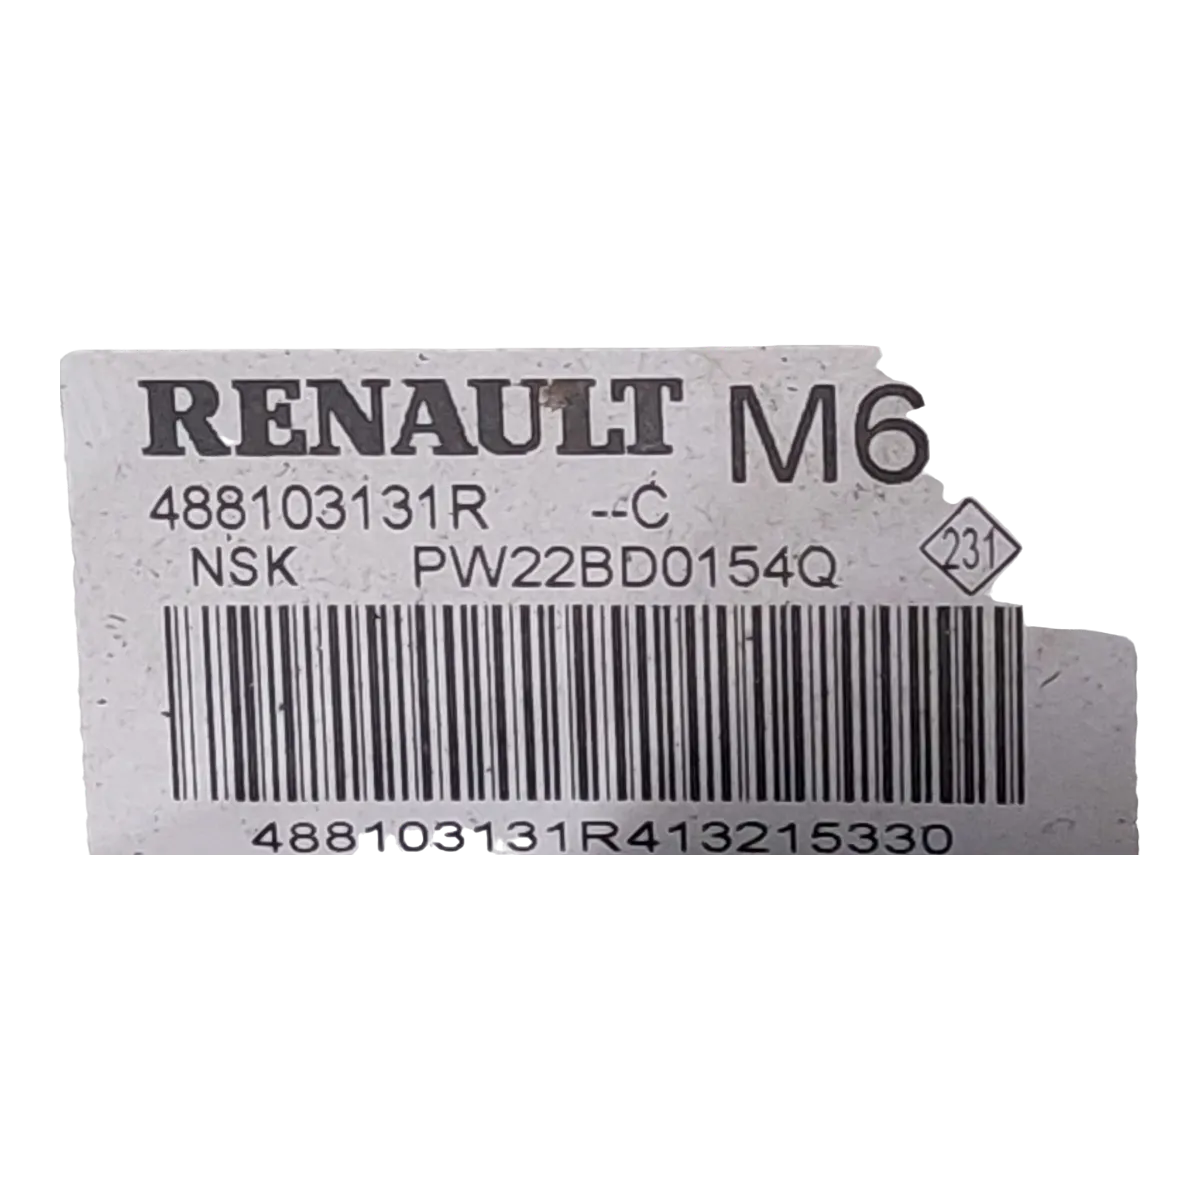 RENAULT M6
488103131R --C
NSK PW22BD0154Q 231
488103131R413215330